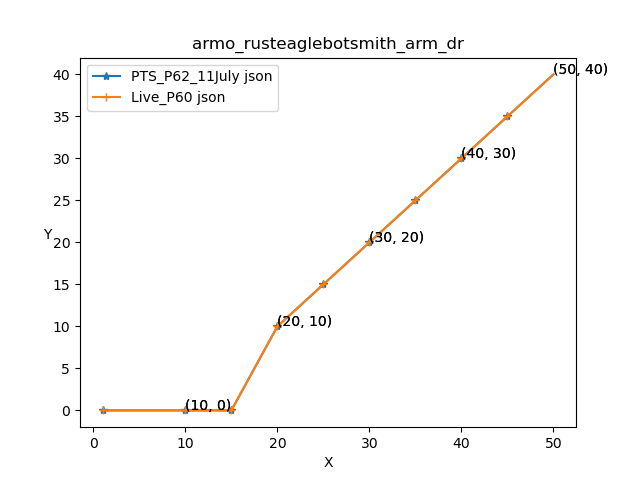 armo_rusteaglebotsmith_arm_dr
PTS_P62_11July json
Live_P60 json
(50, 40)
(40, 30)
(30, 20)
(20, 10)
(10, 0)
40
35
30
25
20
15
10
5
0
Y
0 10 20 30 40 50
X